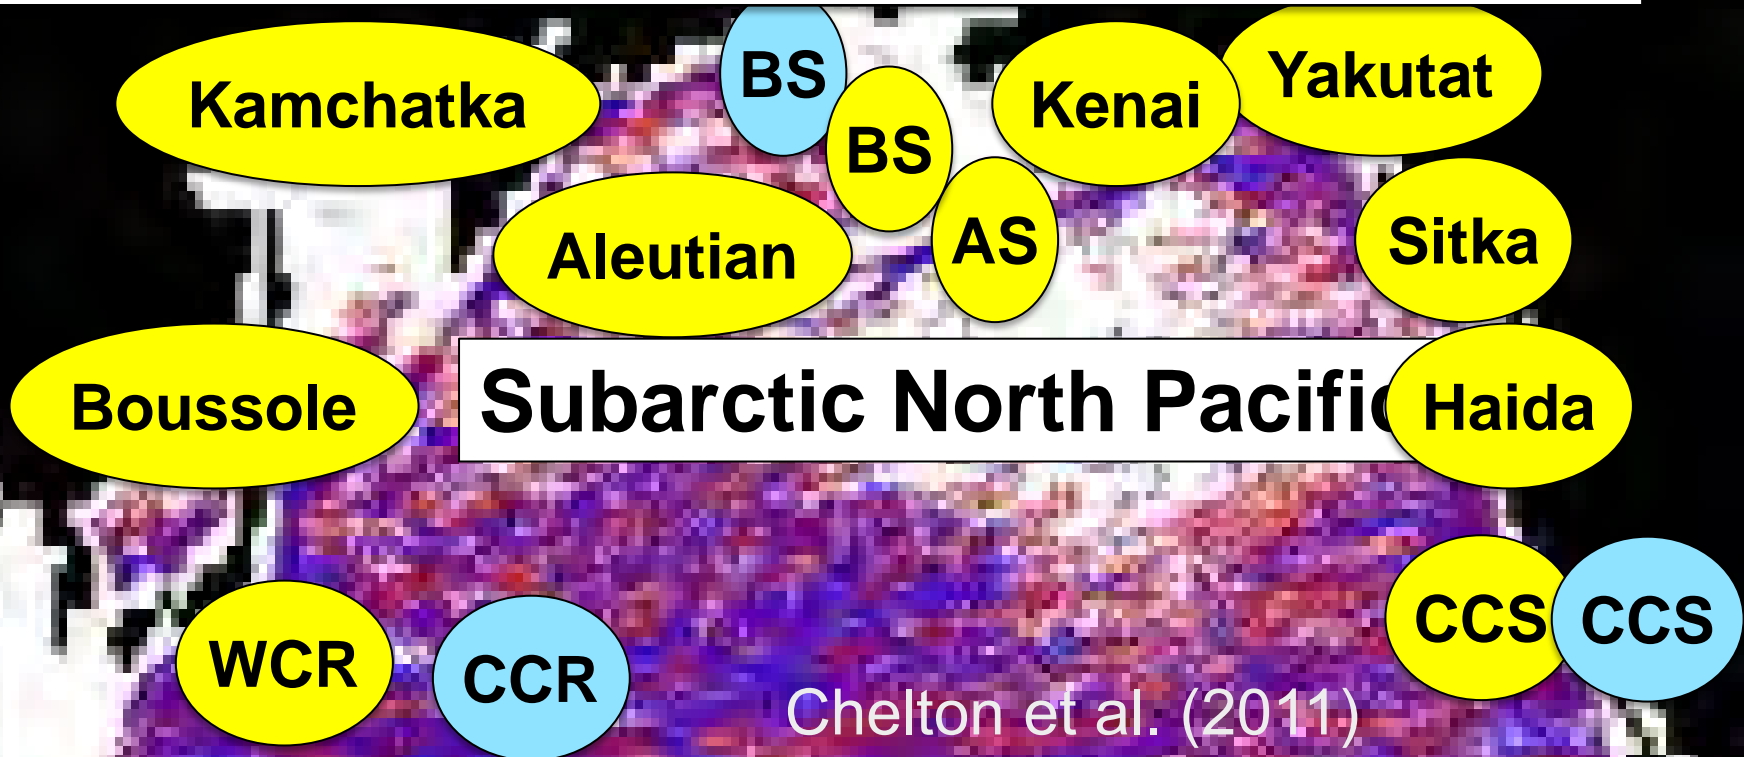 BS
Yakutat
Kamchatka
Kenai
BS
Aleutian
AS
Sitka
Subarctic North Pacific
Boussole
Haida
CCS
CCS
WCR
CCR
Chelton et al. (2011)